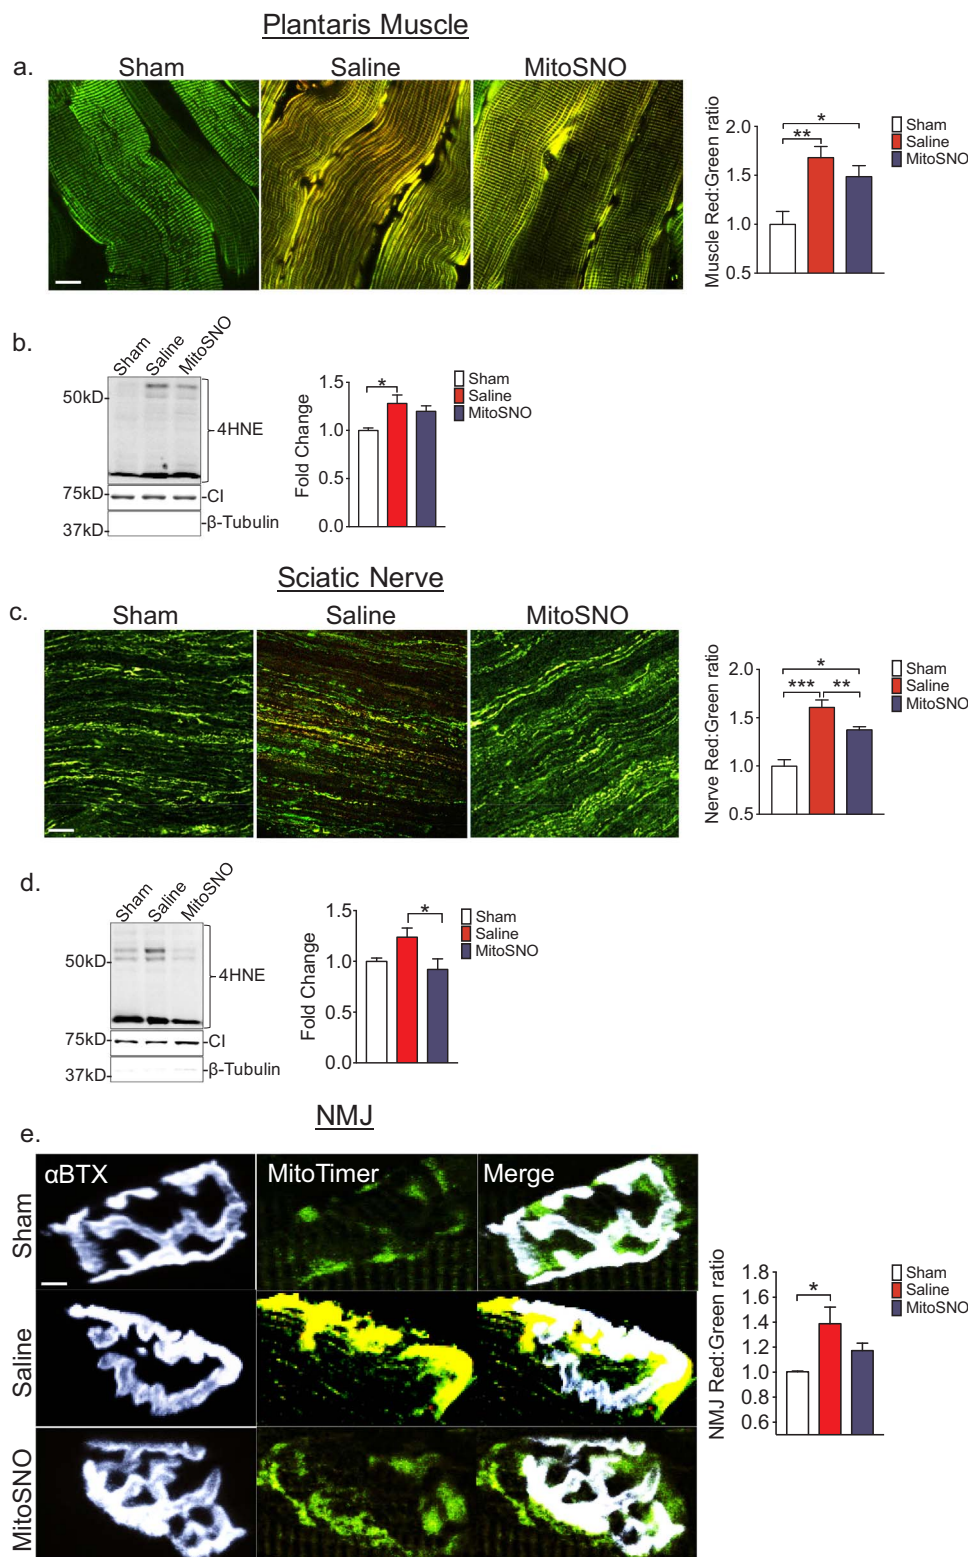 Plantaris Muscle
a.
Sham Saline MitoSNO
Muscle Red:Green ratio
2.0
1.5
1.0
0.5
* **
Sham
Saline
MitoSNO
b.
Sham Saline MitoSNO
50kD
4HNE
75kD
CI
37kD
β-Tubulin
Fold Change
1.5
1.0
0.5
0.0
*
Sham
Saline
MitoSNO
Sciatic Nerve
c.
Sham Saline MitoSNO
Nerve Red:Green ratio
2.0
1.5
1.0
0.5
*
*** **
Sham
Saline
MitoSNO
d.
Sham Saline MitoSNO
50kD
4HNE
75kD
CI
37kD
β-Tubulin
Fold Change
1.5
1.0
0.5
0.0
*
Sham
Saline
MitoSNO
NMJ
e.
αBTX MitoTimer Merge
Sham
Saline
MitoSNO
NMJ Red:Green ratio
1.8
1.6
1.4
1.2
1.0
0.8
0.6
*
Sham
Saline
MitoSNO